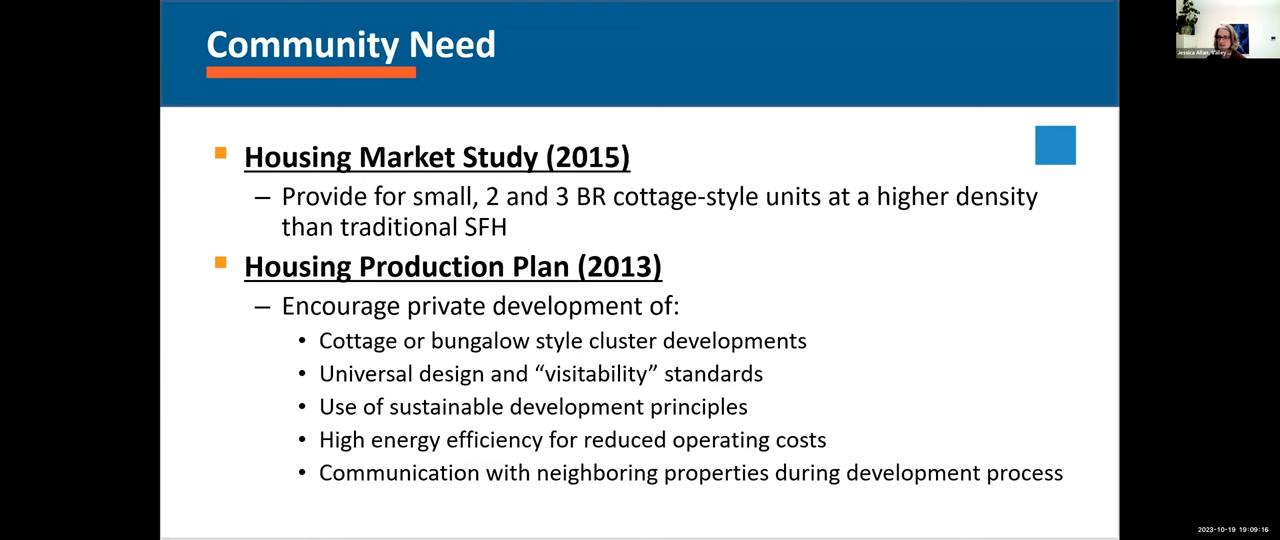 Community Need
Jessica Allan, Valley
▪ Housing Market Study (2015)
– Provide for small, 2 and 3 BR cottage-style units at a higher density
than traditional SFH
▪ Housing Production Plan (2013)
– Encourage private development of:
• Cottage or bungalow style cluster developments
• Universal design and “visitability” standards
• Use of sustainable development principles
• High energy efficiency for reduced operating costs
• Communication with neighboring properties during development process
2023-10-19 19:09:16